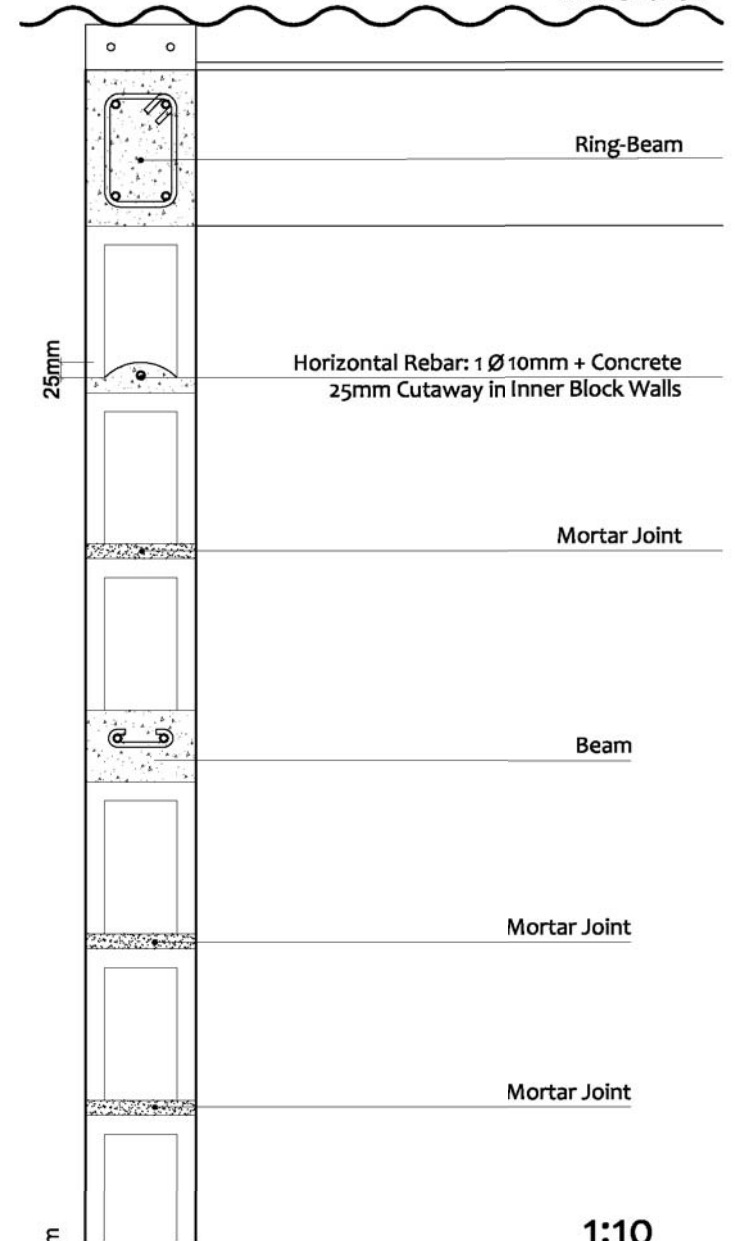 Ring-Beam
25mm
Horizontal Rebar: 1 Ø 10mm + Concrete
25mm Cutaway in Inner Block Walls
Mortar Joint
Beam
Mortar Joint
Mortar Joint
1:10